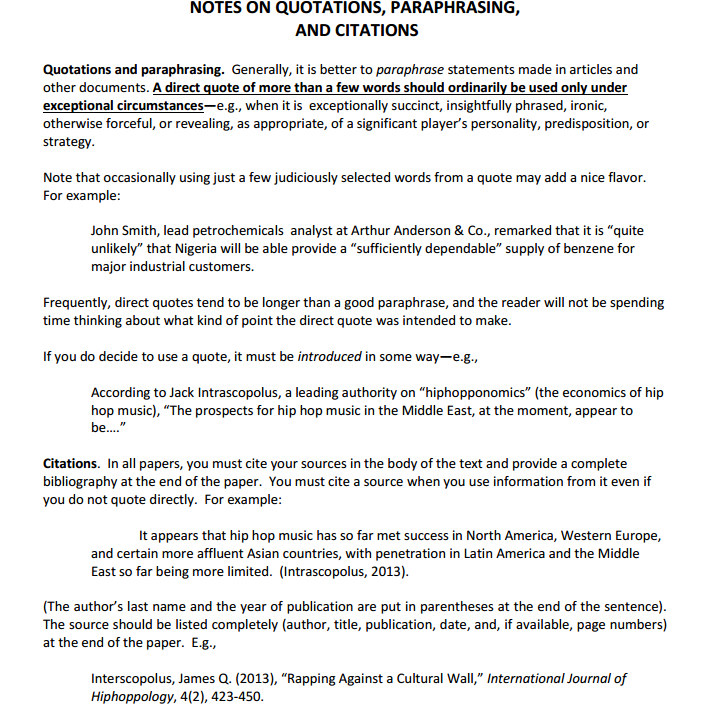 NOTES ON QUOTATIONS, PARAPHRASING,
AND CITATIONS
Quotations and paraphrasing. Generally, it is better to paraphrase statements made in articles and
other documents. A direct quote of more than a few words should ordinarily be used only under
exceptional circumstances—e.g., when it is exceptionally succinct, insightfully phrased, ironic,
otherwise forceful, or revealing, as appropriate, of a significant player's personality, predisposition, or
strategy.
Note that occasionally using just a few judiciously selected words from a quote may add a nice flavor.
For example:
John Smith, lead petrochemicals analyst at Arthur Anderson & Co., remarked that it is “quite
unlikely” that Nigeria will be able provide a “sufficiently dependable” supply of benzene for
major industrial customers.
Frequently, direct quotes tend to be longer than a good paraphrase, and the reader will not be spending
time thinking about what kind of point the direct quote was intended to make.
If you do decide to use a quote, it must be introduced in some way—e.g.,
According to Jack Intrascopolus, a leading authority on “hiphopponomics” (the economics of hip
hop music), “The prospects for hip hop music in the Middle East, at the moment, appear to
be....”
Citations. In all papers, you must cite your sources in the body of the text and provide a complete
bibliography at the end of the paper. You must cite a source when you use information from it even if
you do not quote directly. For example:
It appears that hip hop music has so far met success in North America, Western Europe,
and certain more affluent Asian countries, with penetration in Latin America and the Middle
East so far being more limited. (Intrascopolus, 2013).
(The author's last name and the year of publication are put in parentheses at the end of the sentence).
The source should be listed completely (author, title, publication, date, and, if available, page numbers)
at the end of the paper. E.g.,
Interscopolus, James Q. (2013), “Rapping Against a Cultural Wall,” International Journal of
Hiphoppology, 4(2), 423-450.